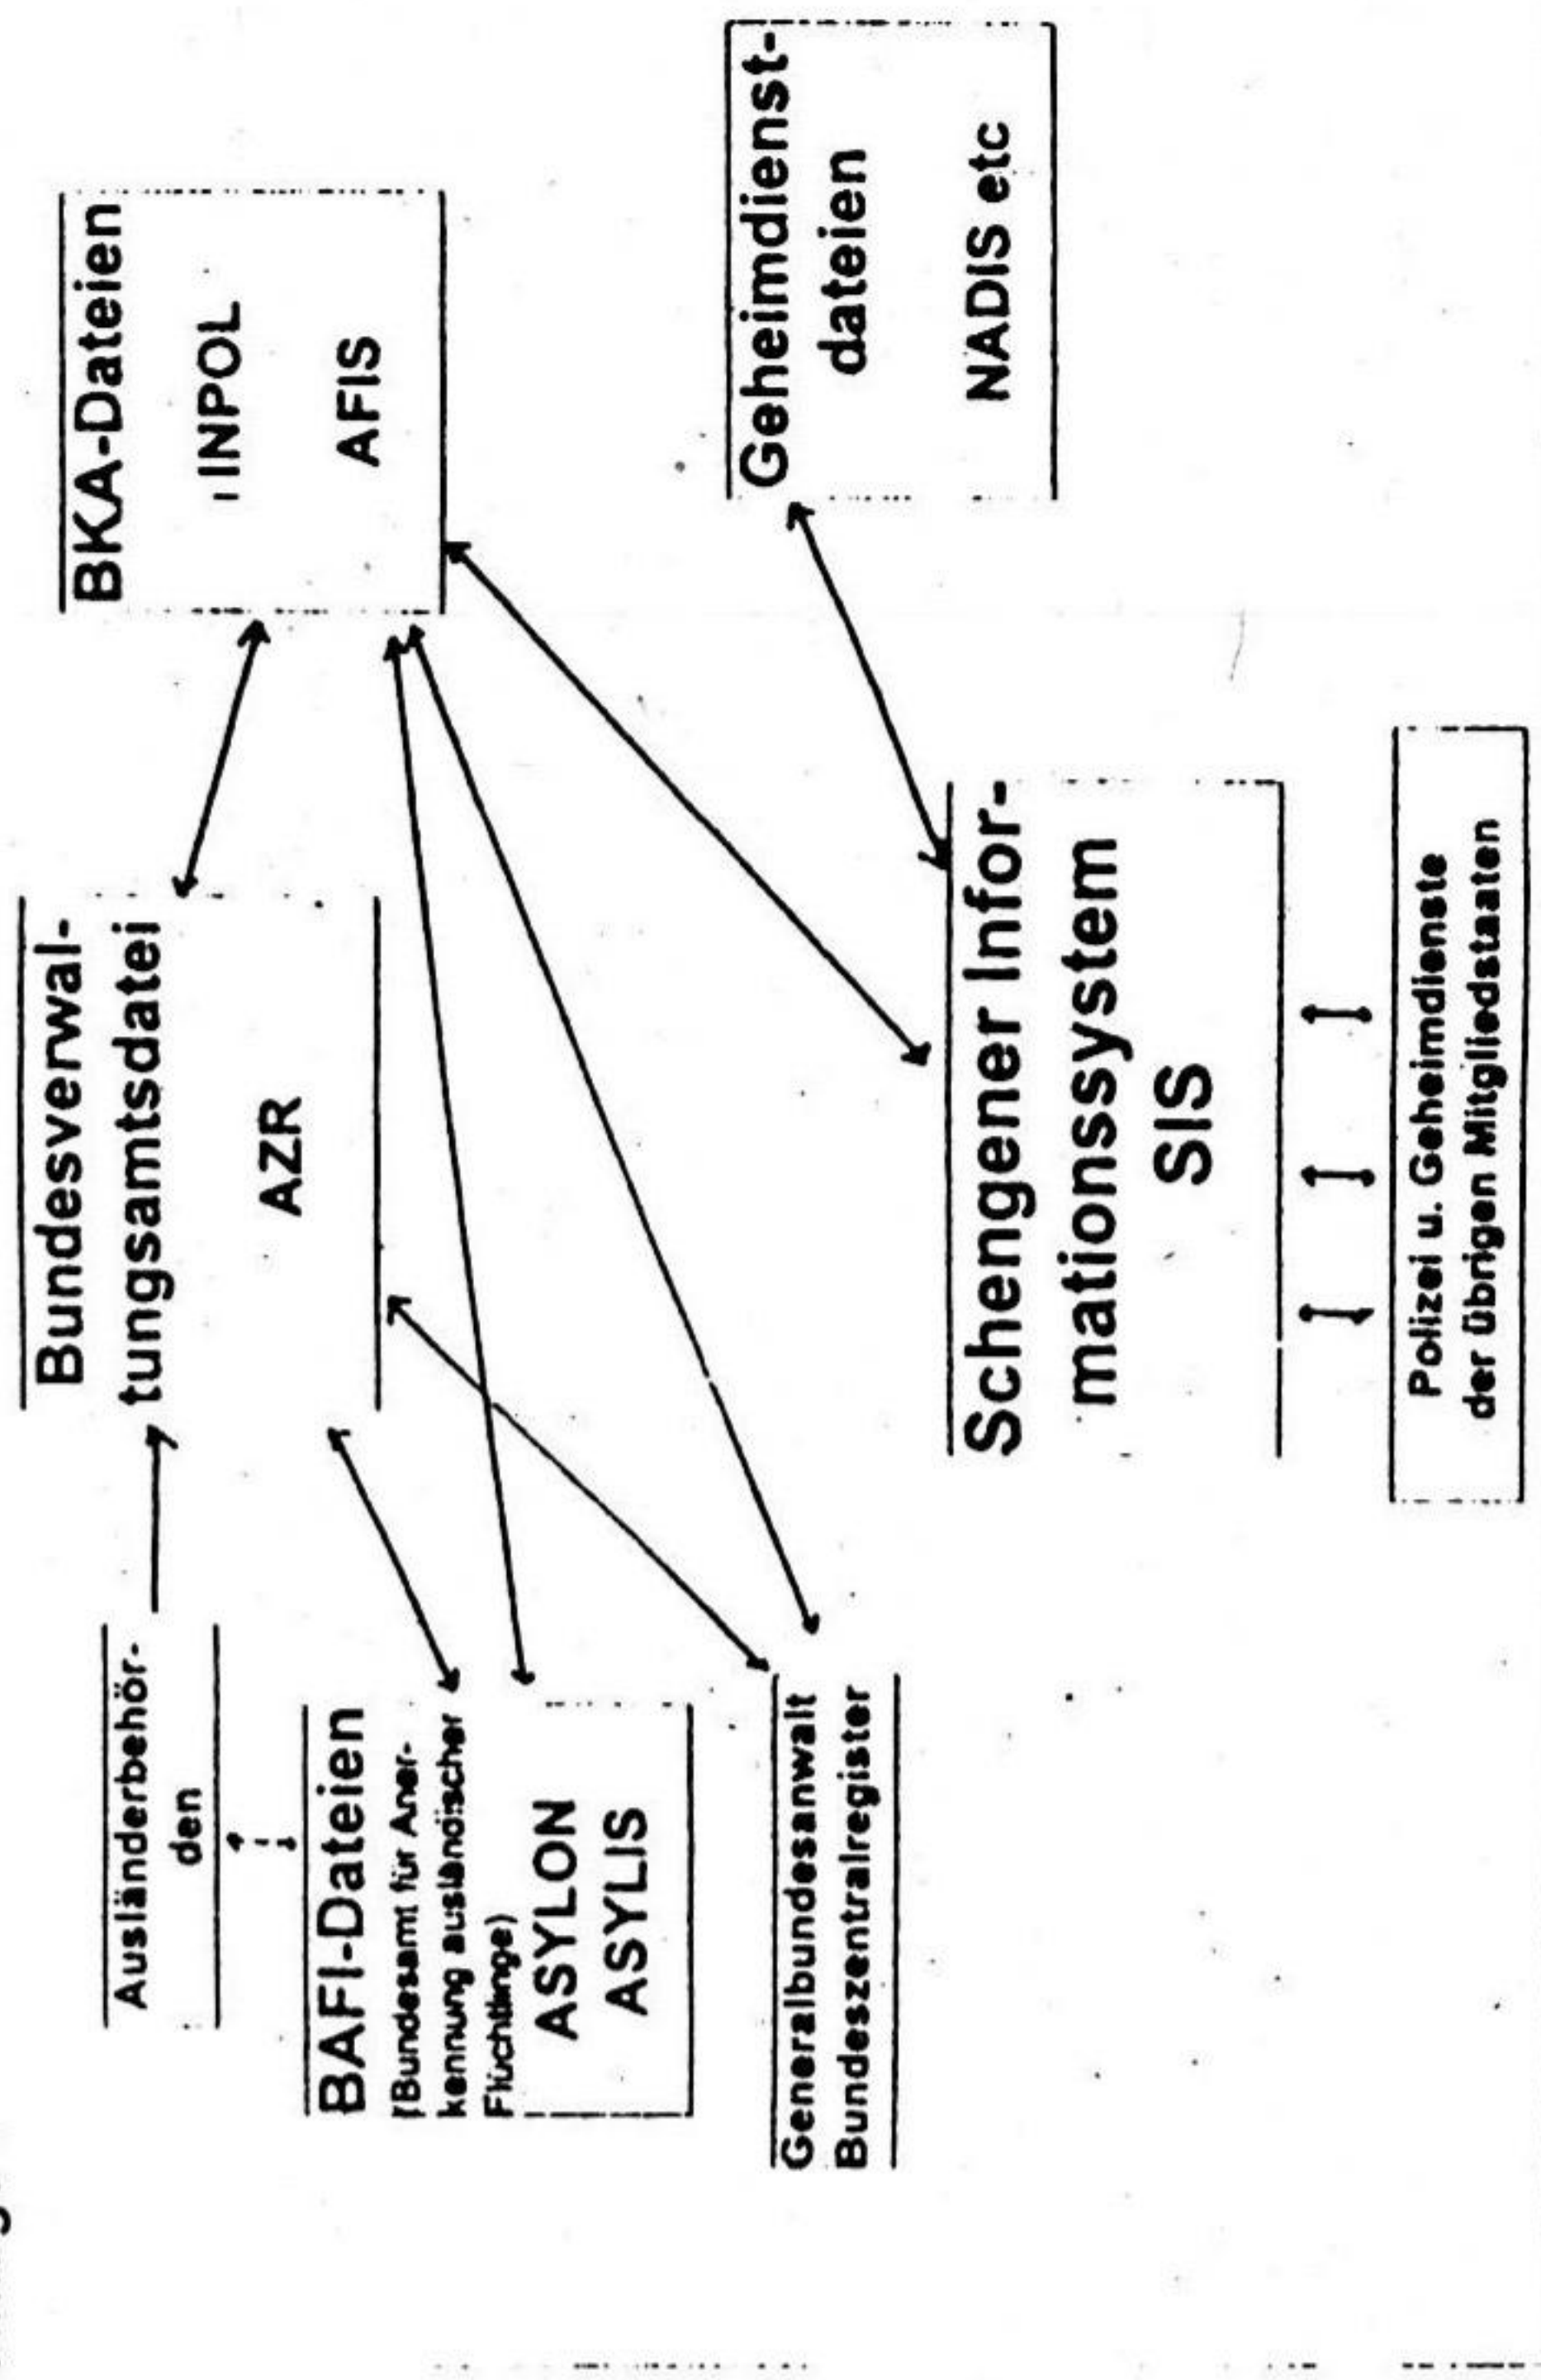 Ausländerbehör-
den
BAFI-Dateien
(Bundesamt für Aner-
kennung ausländischer
Flüchtlinge)
ASYLON
ASYLIS
Generalbundesanwalt
Bundeszentralregister
Bundesverwal-
tungsamtsdatei
AZR
BKA-Dateien
INPOL
AFIS
Schengener Infor-
mationssystem
SIS
Geheimdienst-
dateien
NADIS etc
Polizei u. Geheimdienste
der übrigen Mitgliedstaaten